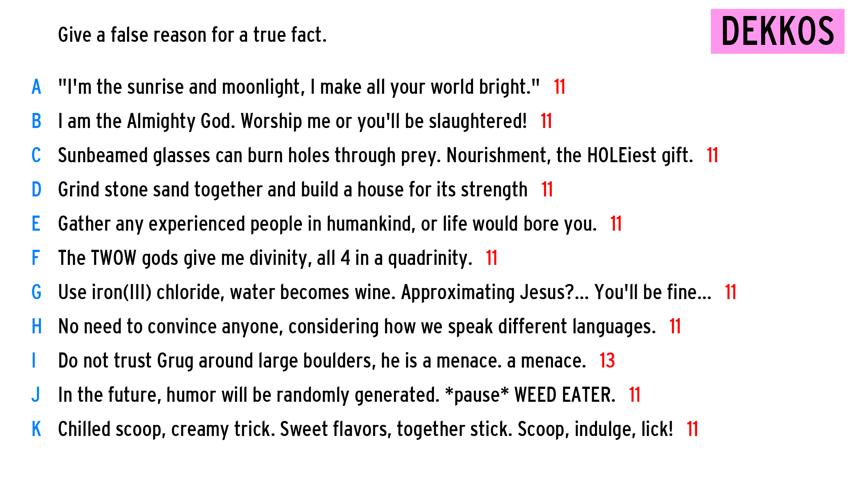 Give a false reason for a true fact.
DEKKOS
A "I'm the sunrise and moonlight, I make all your world bright." 11
B I am the Almighty God. Worship me or you'll be slaughtered! 11
C Sunbeamed glasses can burn holes through prey. Nourishment, the HOLEiest gift. 11
D Grind stone sand together and build a house for its strength 11
E Gather any experienced people in humankind, or life would bore you. 11
F The TWOW gods give me divinity, all 4 in a quadrinity. 11
G Use iron(III) chloride, water becomes wine. Approximating Jesus?... You'll be fine... 11
H No need to convince anyone, considering how we speak different languages. 11
I Do not trust Grug around large boulders, he is a menace. a menace. 13
J In the future, humor will be randomly generated. *pause* WEED EATER. 11
K Chilled scoop, creamy trick. Sweet flavors, together stick. Scoop, indulge, lick! 11